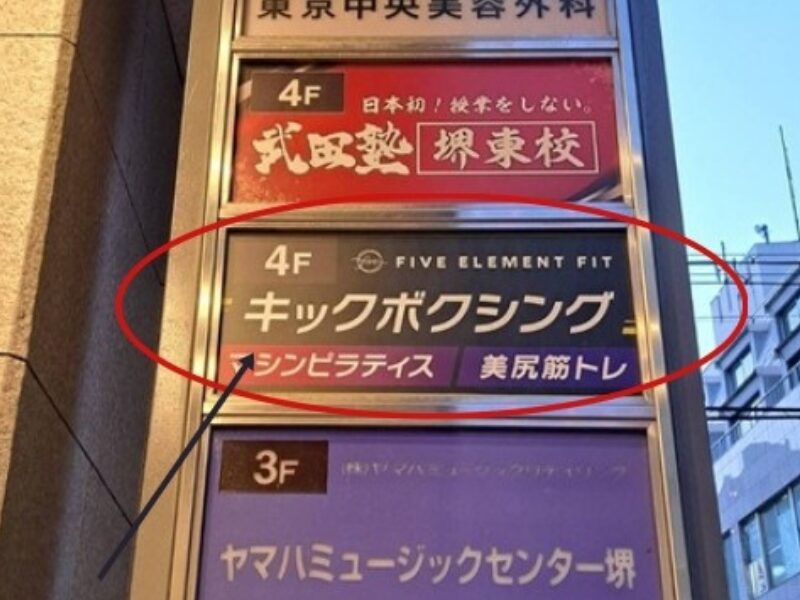 東京中央美容外科
4F
日本初！授業をしない。
武田塾 堺東校
4F FIVE ELEMENT FIT
キックボクシング
マシンピラティス 美尻筋トレ
3F
ヤマハミュージックセンター堺